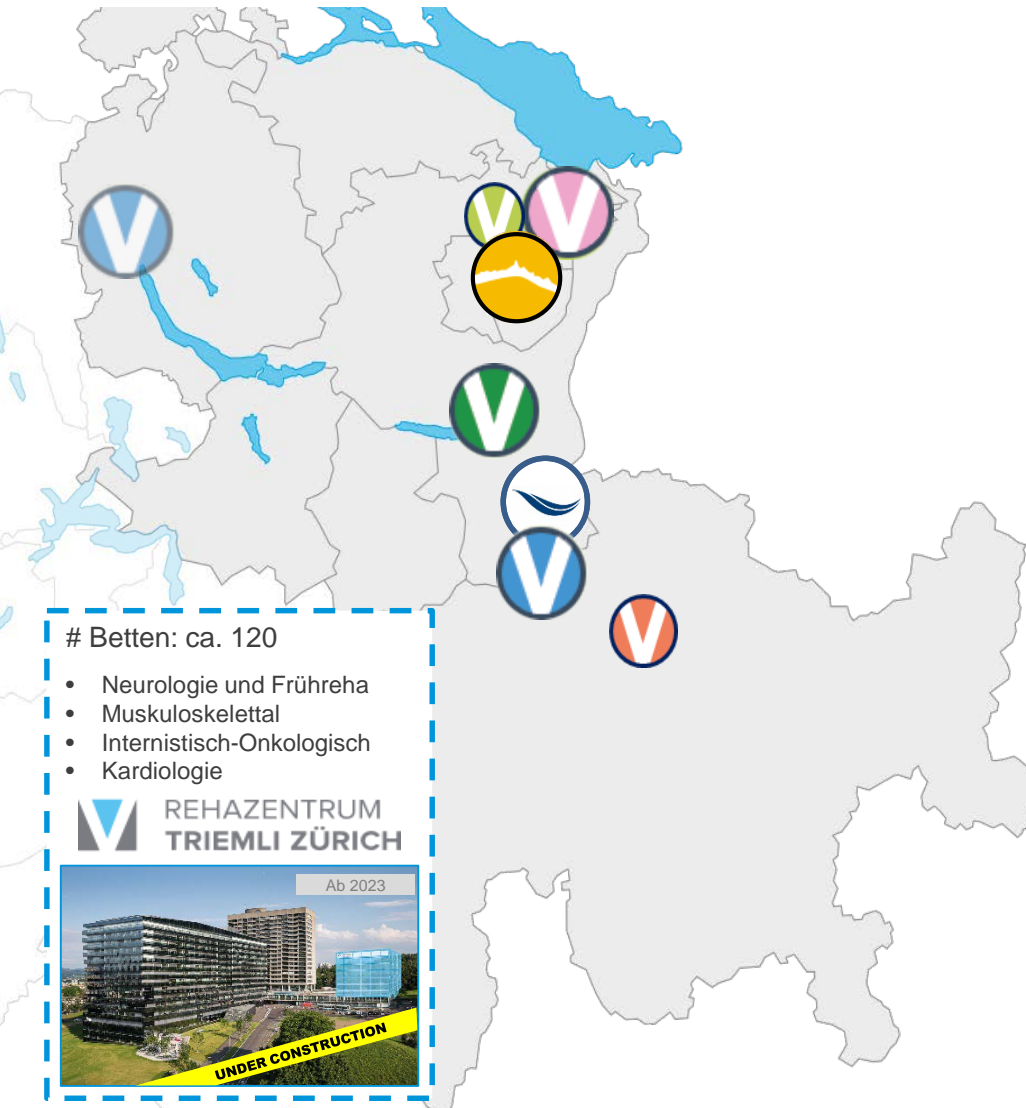 # Betten: ca. 120
• Neurologie und Frühreha
• Muskuloskelettal
• Internistisch-Onkologisch
• Kardiologie
REHAZENTRUM
TRIEMLI ZÜRICH
Ab 2023
UNDER CONSTRUCTION